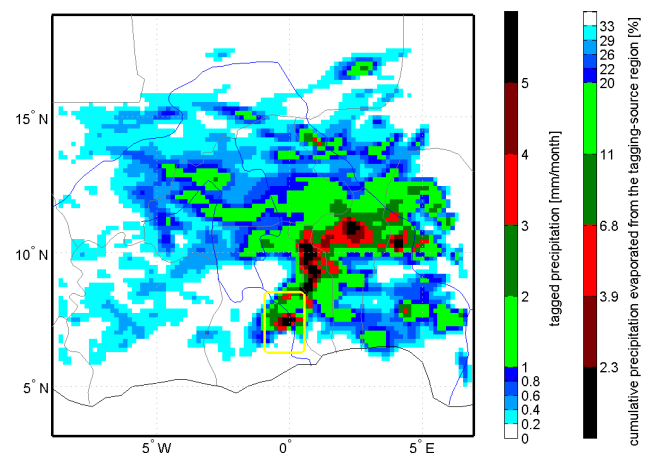 15° N
10° N
5° N
5° W
0°
5° E
5
4
3
2
1
0.8
0.6
0.4
0.2
0
tagged precipitation [mm/month]
33
29
26
22
20
11
6.8
3.9
2.3
cumulative precipitation evaporated from the tagging-source region [%]